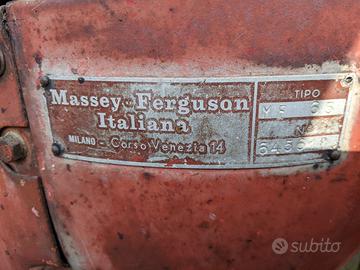 Massey-Ferguson
Italiana
MILANO - Corso Venezia 14
TIPO
MF 65
N°
subito